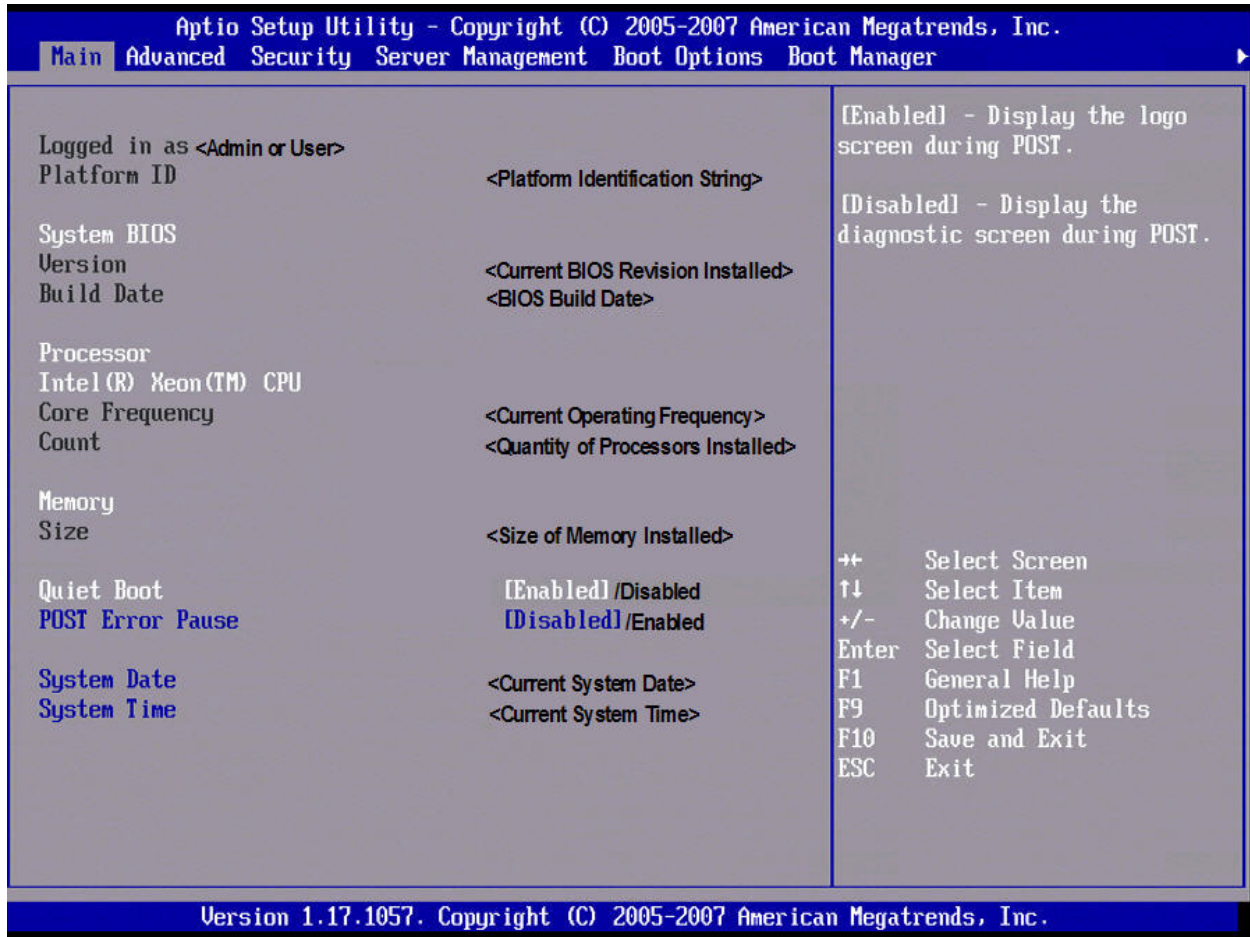 Aptio Setup Utility - Copyright (C) 2005-2007 American Megatrends, Inc.
Main Advanced Security Server Management Boot Options Boot Manager
Logged in as <Admin or User>
Platform ID <Platform Identification String>
System BIOS
Version <Current BIOS Revision Installed>
Build Date <BIOS Build Date>
Processor
Intel(R) Xeon(TM) CPU
Core Frequency <Current Operating Frequency>
Count <Quantity of Processors Installed>
Memory
Size <Size of Memory Installed>
Quiet Boot [Enabled]/Disabled
POST Error Pause [Disabled]/Enabled
System Date <Current System Date>
System Time <Current System Time>
[Enabled] - Display the logo
screen during POST.
[Disabled] - Display the
diagnostic screen during POST.
→← Select Screen
↑↓ Select Item
+/- Change Value
Enter Select Field
F1 General Help
F9 Optimized Defaults
F10 Save and Exit
ESC Exit
Version 1.17.1057. Copyright (C) 2005-2007 American Megatrends, Inc.